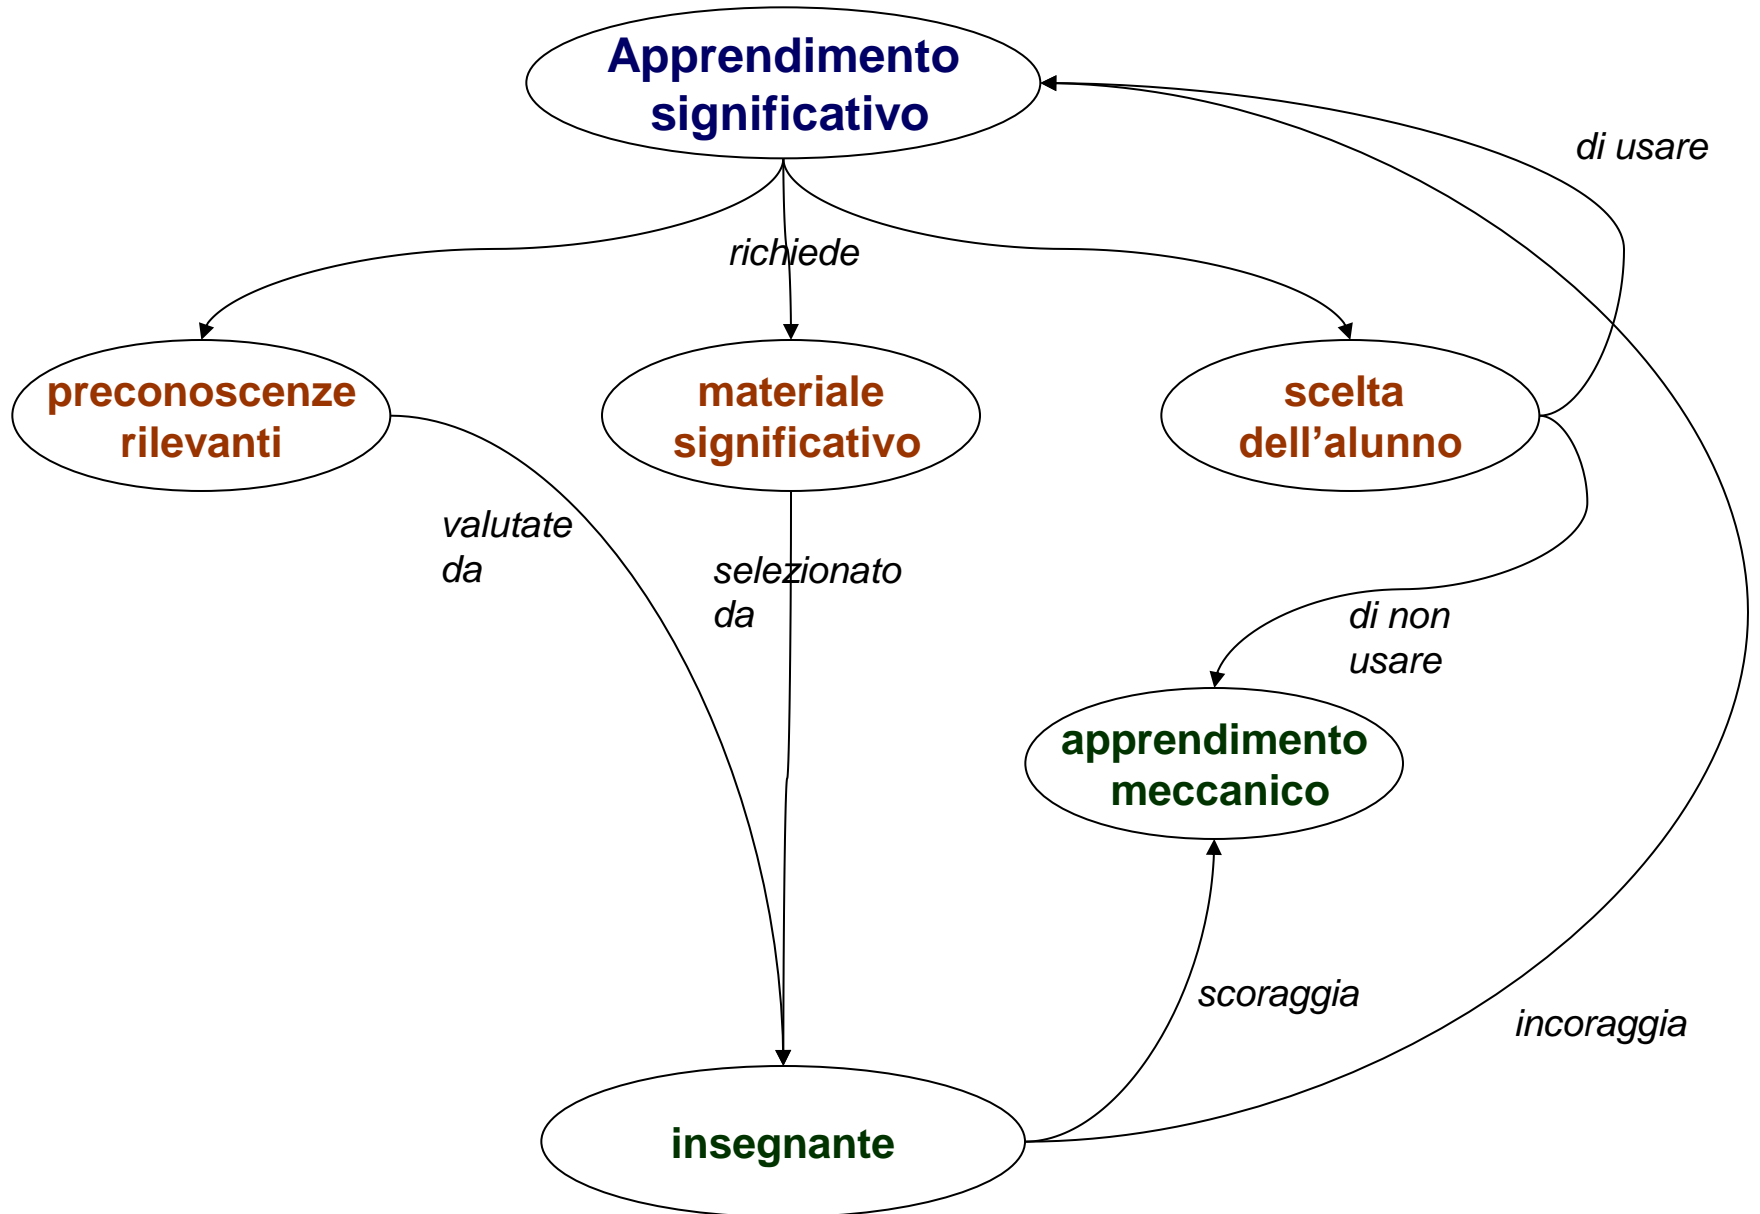 Apprendimento
significativo
di usare
richiede
preconoscenze
rilevanti
materiale
significativo
scelta
dell’alunno
valutate
da
selezionato
da
di non
usare
apprendimento
meccanico
scoraggia
incoraggia
insegnante